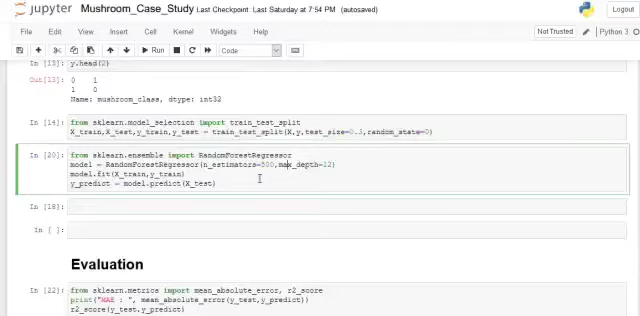 jupyter Mushroom_Case_Study Last Checkpoint: Last Saturday at 7:54 PM (autosaved) Logout
File Edit View Insert Cell Kernel Widgets Help Not Trusted Python 3
Run Code
In [13]: y.head(2)
Out[13]: 0 1
1 0
Name: mushroom_class, dtype: int32
In [14]: from sklearn.model_selection import train_test_split
X_train,X_test,y_train,y_test = train_test_split(X,y,test_size=0.3,random_state=0)
In [20]: from sklearn.ensemble import RandomForestRegressor
model = RandomForestRegressor(n_estimators=500,max_depth=12)
model.fit(X_train,y_train)
y_predict = model.predict(X_test)
In [18]:
In [ ]:
Evaluation
In [22]: from sklearn.metrics import mean_absolute_error, r2_score
print("MAE : ", mean_absolute_error(y_test,y_predict))
r2_score(y_test,y_predict)